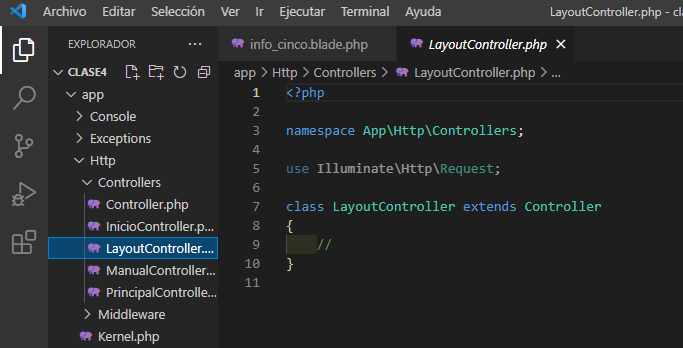 Archivo Editar Selección Ver Ir Ejecutar Terminal Ayuda LayoutController.php - cla
EXPLORADOR ···
CLASE4
app
Console
Exceptions
Http
Controllers
Controller.php
InicioController.p...
LayoutController....
ManualController...
PrincipalControlle...
Middleware
Kernel.php
info_cinco.blade.php LayoutController.php
app > Http > Controllers > LayoutController.php > ...
1 <?php
2
3 namespace App\Http\Controllers;
4
5 use Illuminate\Http\Request;
6
7 class LayoutController extends Controller
8 {
9 //
10 }
11